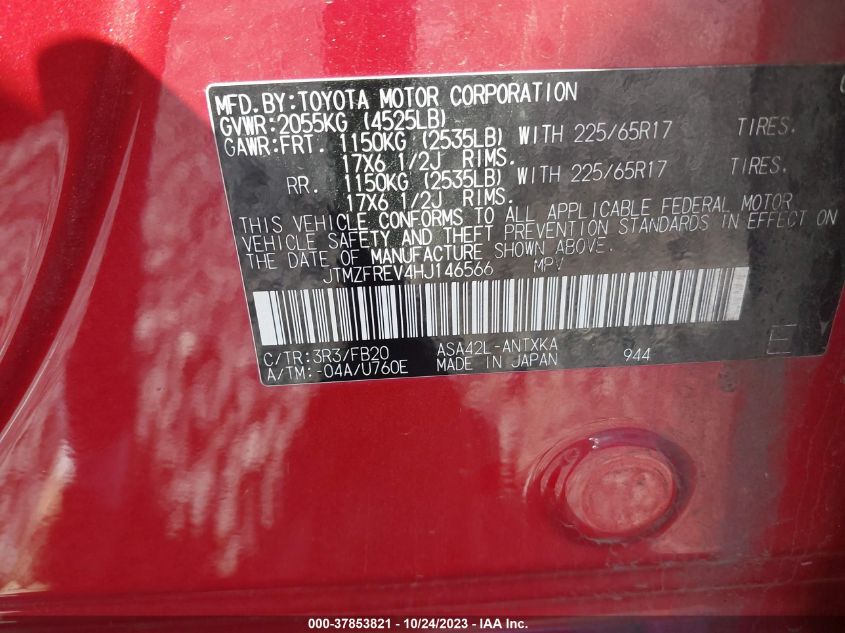 MFD. BY: TOYOTA MOTOR CORPORATION
GVWR: 2055KG (4525LB)
GAWR: FRT. 1150KG (2535LB) WITH 225/65R17 TIRES.
17X6 1/2J RIMS.
RR. 1150KG (2535LB) WITH 225/65R17 TIRES.
17X6 1/2J RIMS.
THIS VEHICLE CONFORMS TO ALL APPLICABLE FEDERAL MOTOR
VEHICLE SAFETY AND THEFT PREVENTION STANDARDS IN EFFECT ON
THE DATE OF MANUFACTURE SHOWN ABOVE.
JTMZFREV4HJ146566 MPV
C/TR: 3R3/FB20 ASA42L-ANTXKA
A/TM: -04A/U760E MADE IN JAPAN 944 E
000-37853821 - 10/24/2023 - IAA, Inc.